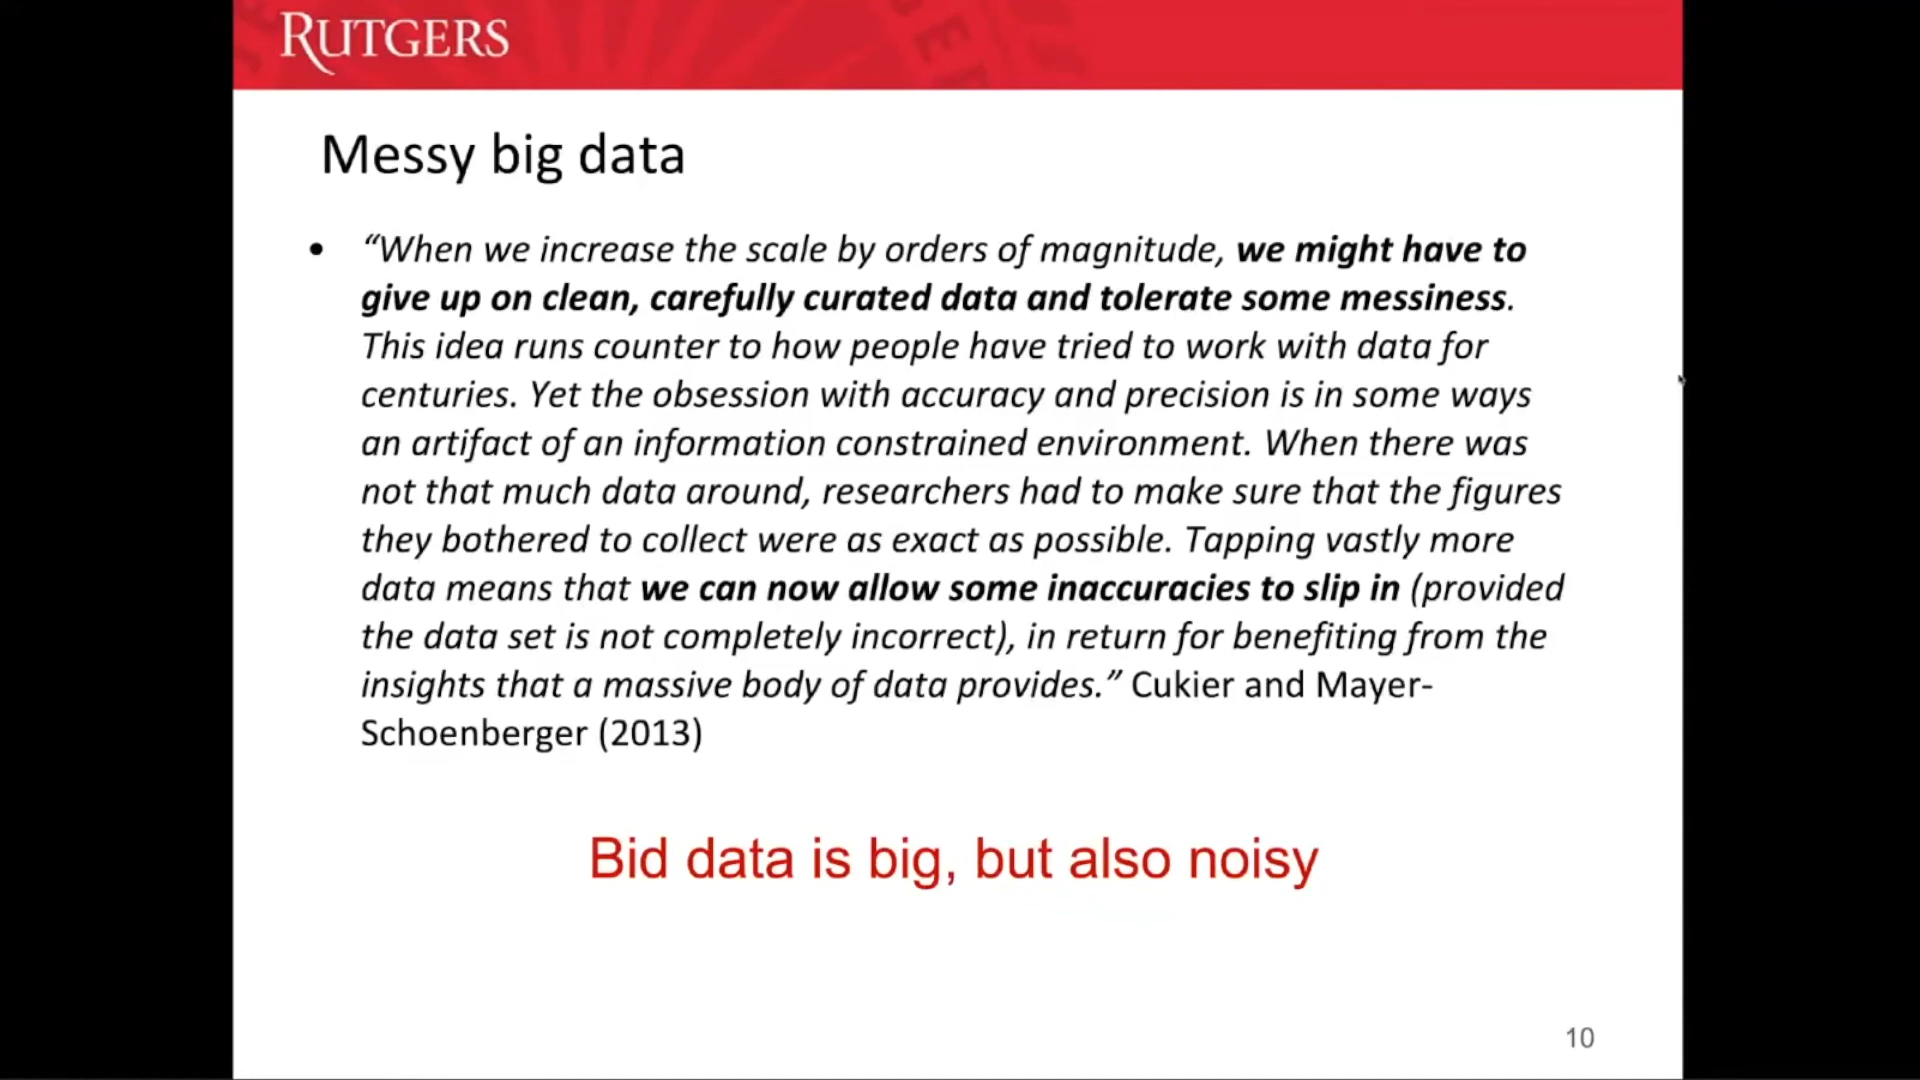 RUTGERS
Messy big data
• “When we increase the scale by orders of magnitude, we might have to
give up on clean, carefully curated data and tolerate some messiness.
This idea runs counter to how people have tried to work with data for
centuries. Yet the obsession with accuracy and precision is in some ways
an artifact of an information constrained environment. When there was
not that much data around, researchers had to make sure that the figures
they bothered to collect were as exact as possible. Tapping vastly more
data means that we can now allow some inaccuracies to slip in (provided
the data set is not completely incorrect), in return for benefiting from the
insights that a massive body of data provides.” Cukier and Mayer-
Schoenberger (2013)
Bid data is big, but also noisy
10